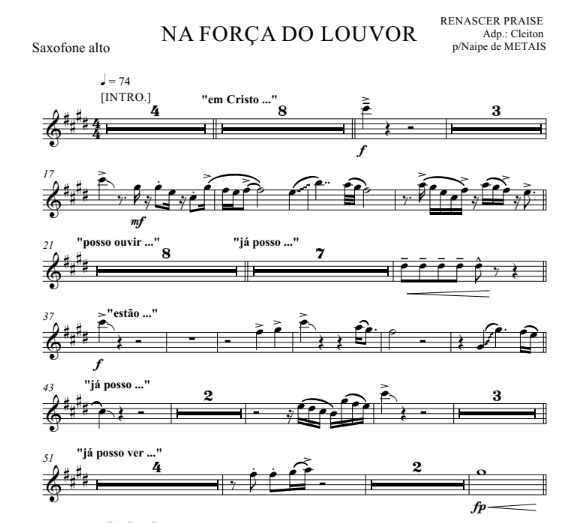 RENASCER PRAISE
Saxofone alto
NA FORÇA DO LOUVOR
Adp.: Cleiton
p/Naipe de METAIS
♩ = 74
[INTRO.]
4 "em Cristo ..." 8 3
f
17
mf
21 "posso ouvir ..." 8 "já posso ..." 7
37 "estão ..."
f
43 "já posso ..." 2 3
51 "já posso ver ..." 4 2
fp